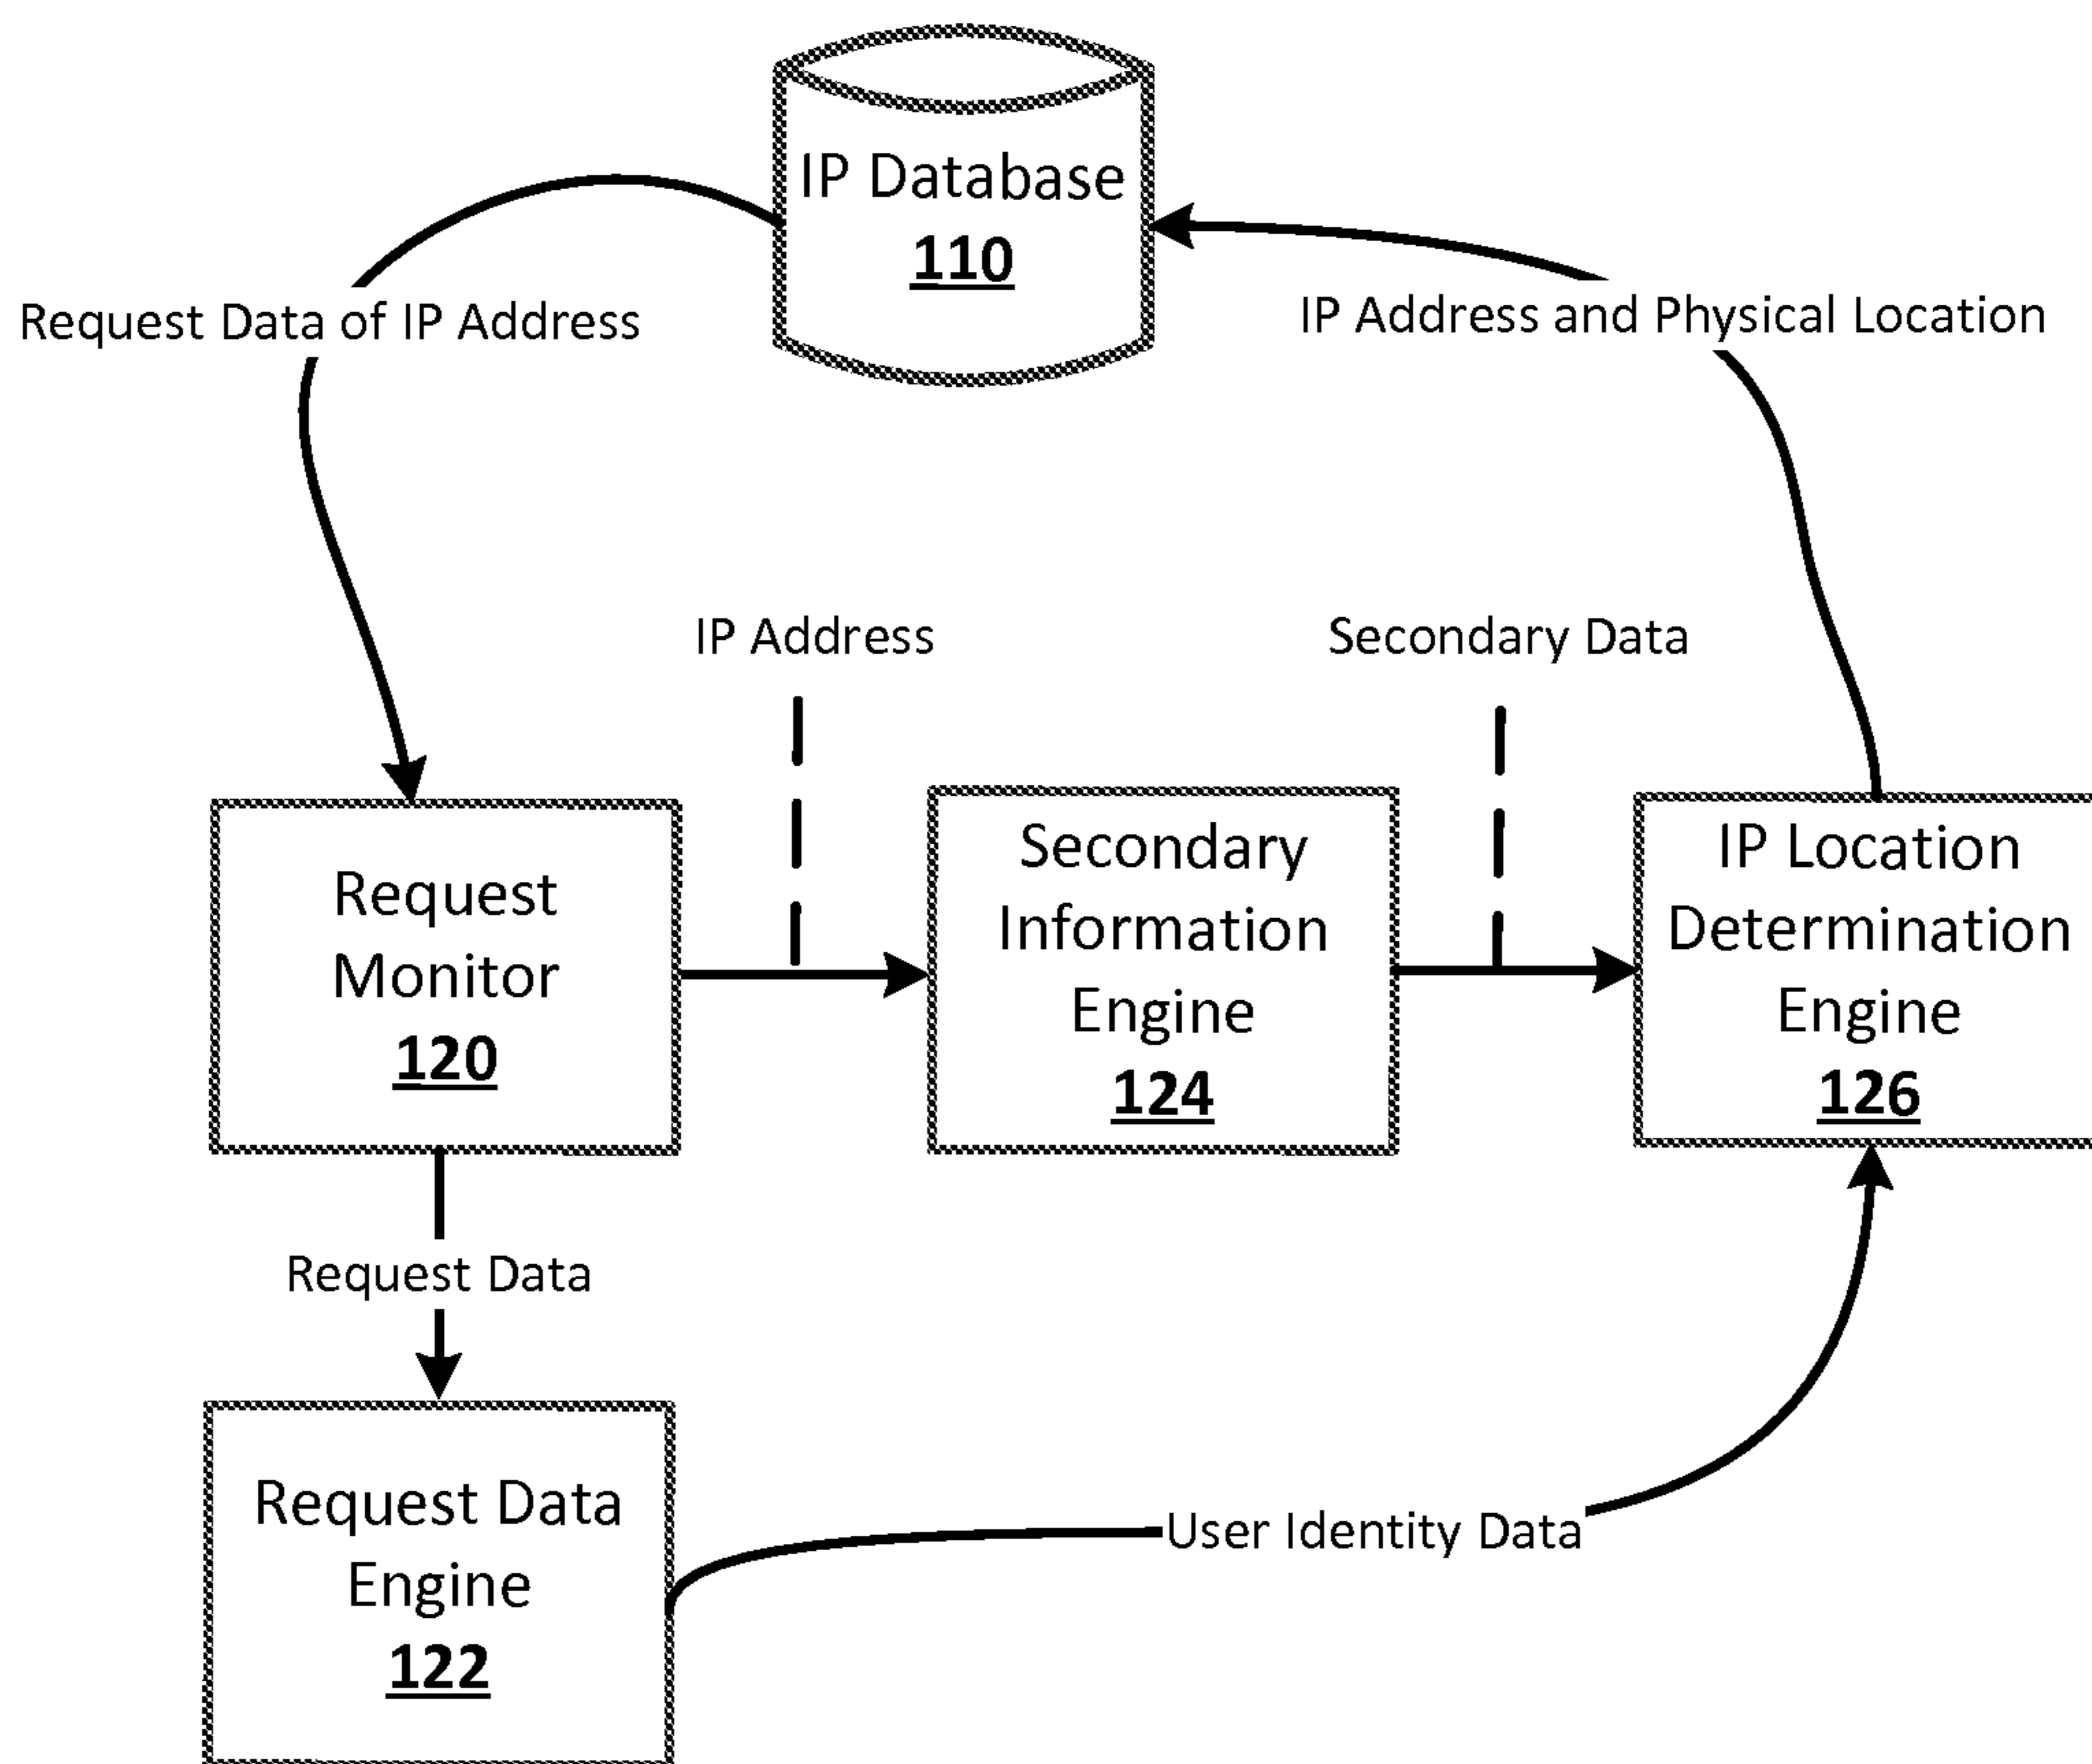 IP Database
110
Request Data of IP Address
IP Address and Physical Location
IP Address
Secondary Data
Request
Monitor
120
Secondary
Information
Engine
124
IP Location
Determination
Engine
126
Request Data
Request Data
Engine
122
User Identity Data